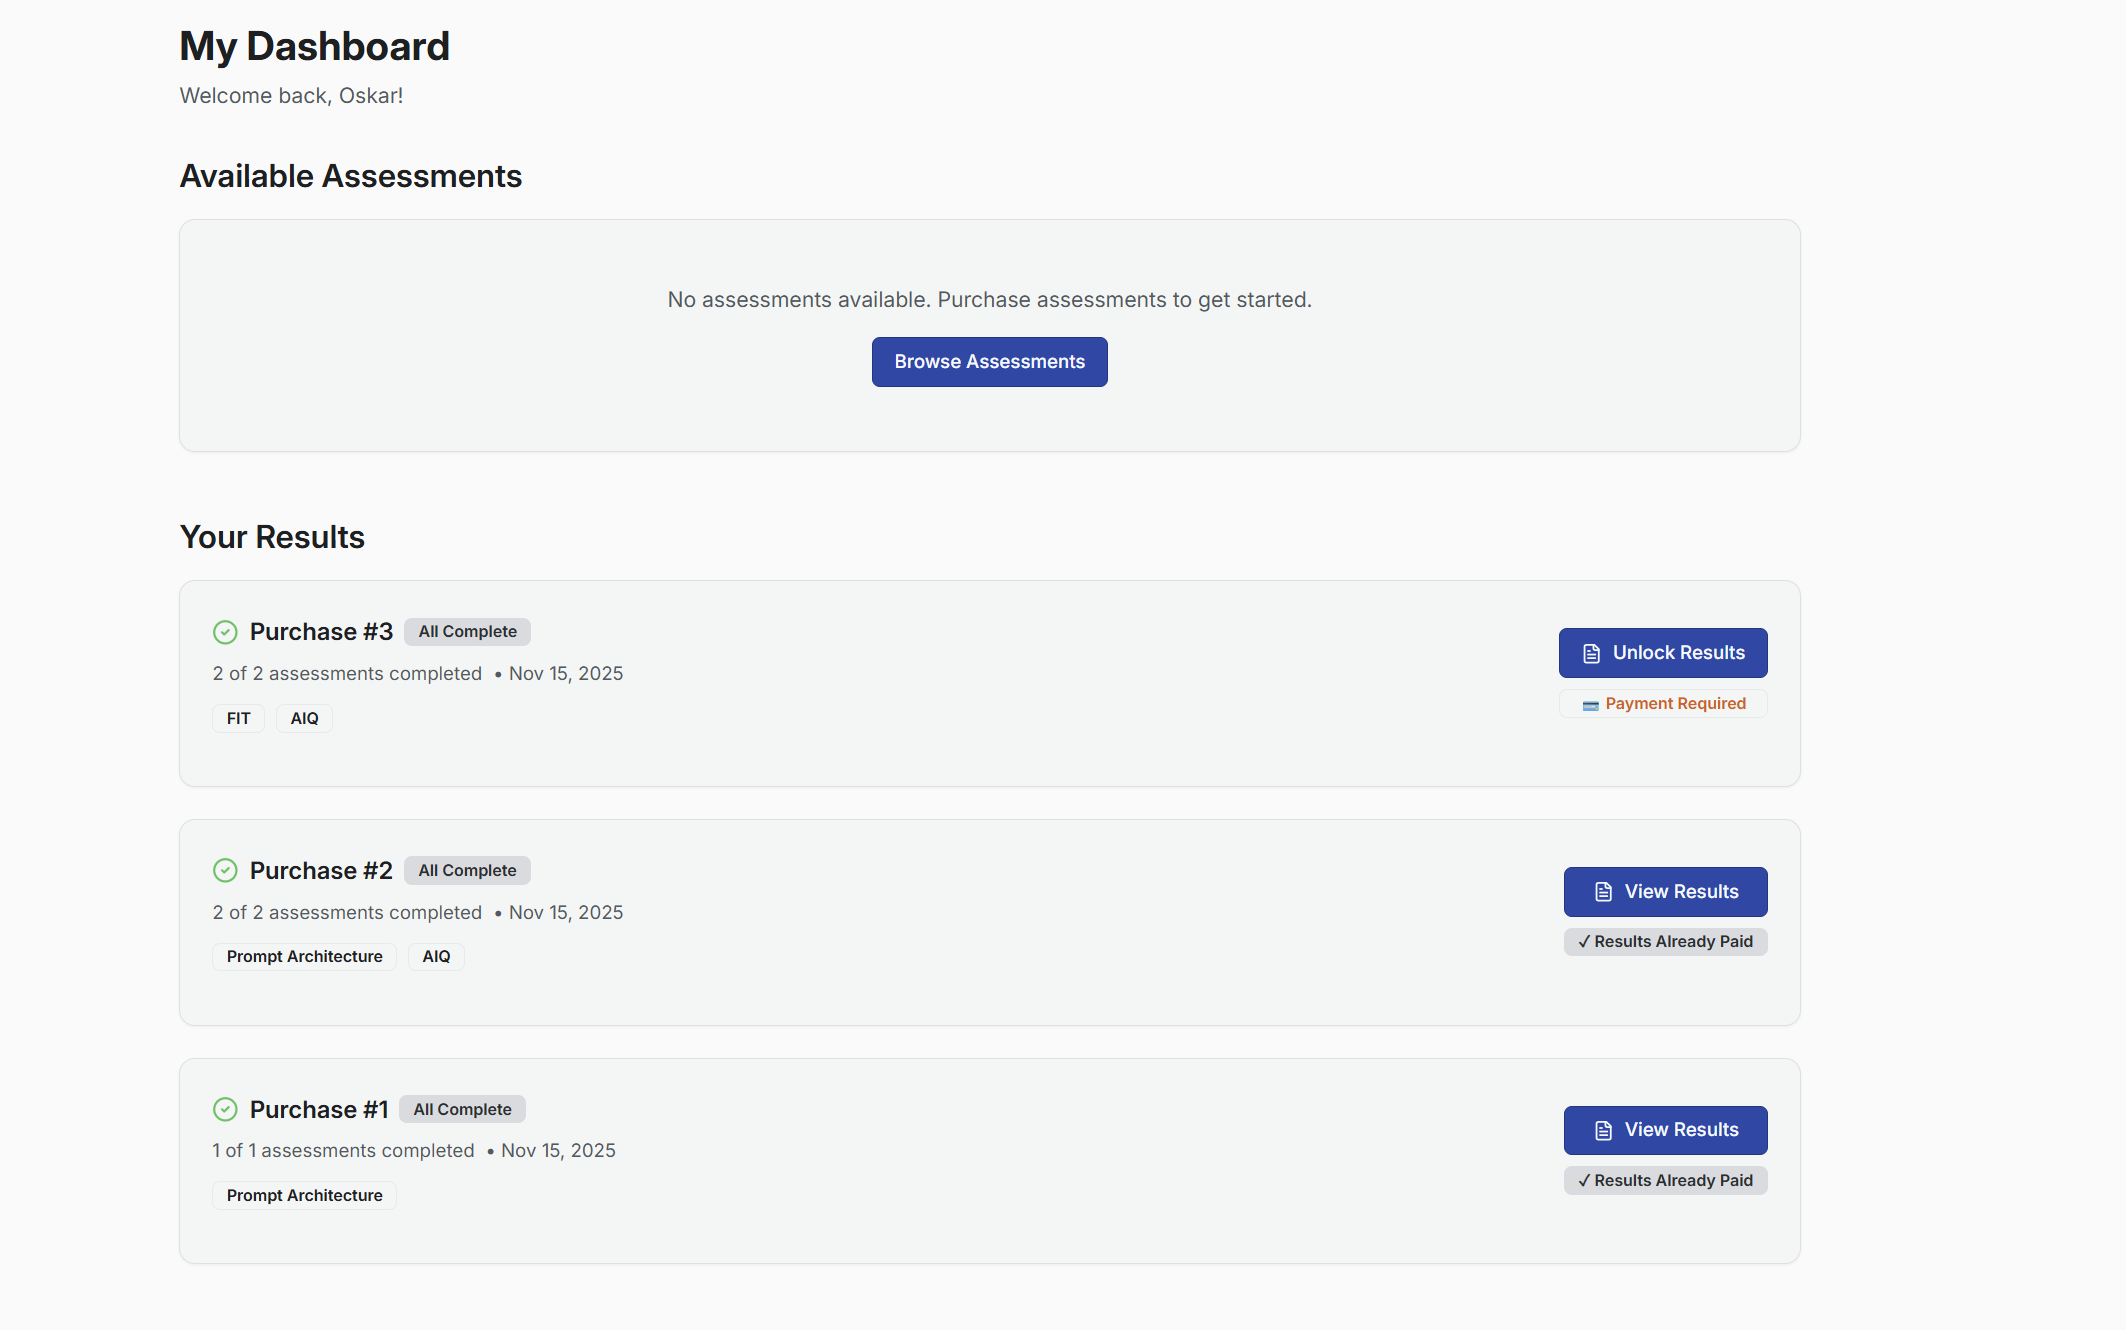 My Dashboard
Welcome back, Oskar!
Available Assessments
No assessments available. Purchase assessments to get started.
Browse Assessments
Your Results
Purchase #3 All Complete
2 of 2 assessments completed • Nov 15, 2025
FIT AIQ
Unlock Results
Payment Required
Purchase #2 All Complete
2 of 2 assessments completed • Nov 15, 2025
Prompt Architecture AIQ
View Results
✓ Results Already Paid
Purchase #1 All Complete
1 of 1 assessments completed • Nov 15, 2025
Prompt Architecture
View Results
✓ Results Already Paid